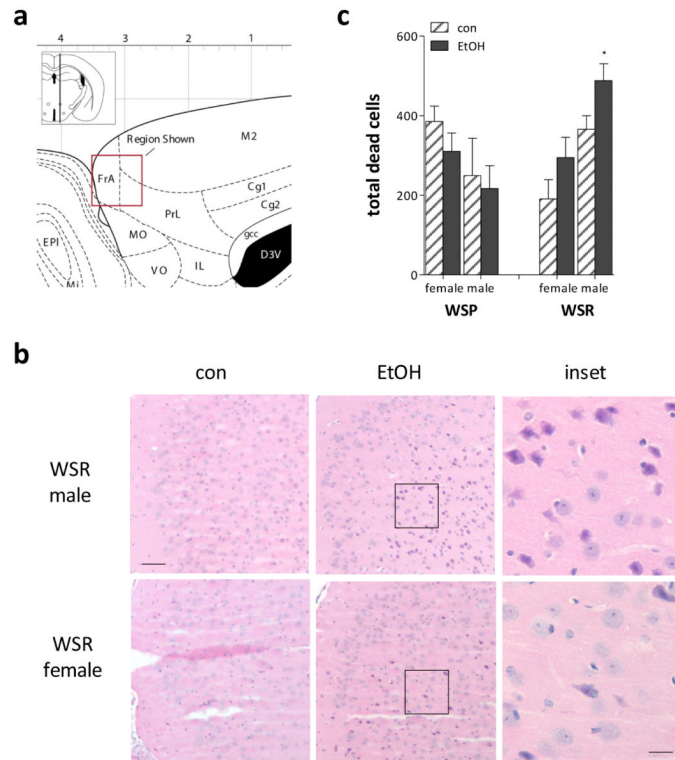 a
4 3 2 1
Region Shown
M2
FrA
Cg1
Cg2
PrL
gcc
MO
EPl
D3V
VO
IL
Mi
c
con
EtOH
600
*
400
200
0
total dead cells
female male female male
WSP WSR
b
con EtOH inset
WSR
male
WSR
female